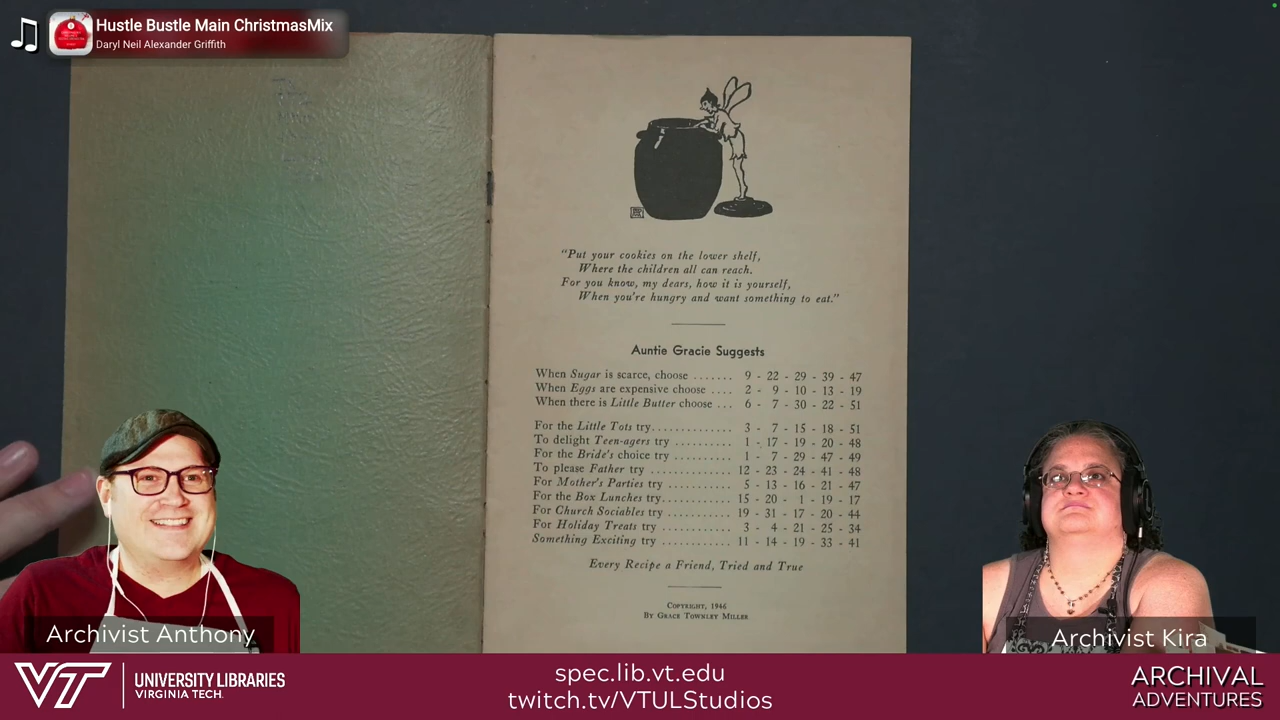 Hustle Bustle Main ChristmasMix
Daryl Neil Alexander Griffith
"Put your cookies on the lower shelf,
Where the children all can reach.
For you know, my dears, how it is yourself,
When you're hungry and want something to eat."
Auntie Gracie Suggests
When Sugar is scarce, choose ....... 9 - 22 - 29 - 39 - 47
When Eggs are expensive choose .... 2 - 9 - 10 - 13 - 19
When there is Little Butter choose ... 6 - 7 - 30 - 22 - 51
For the Little Tots try............. 3 - 7 - 15 - 18 - 51
To delight Teen-agers try .......... 1 - 17 - 19 - 20 - 48
For the Bride's choice try .......... 1 - 7 - 29 - 47 - 49
To please Father try .............. 12 - 23 - 24 - 41 - 48
For Mother's Parties try ........... 5 - 13 - 16 - 21 - 47
For the Box Lunches try............ 15 - 20 - 1 - 19 - 17
For Church Sociables try ........... 19 - 31 - 17 - 20 - 44
For Holiday Treats try ............ 3 - 4 - 21 - 25 - 34
Something Exciting try ............ 11 - 14 - 19 - 33 - 41
Every Recipe a Friend, Tried and True
Copyright, 1946
By Grace Townley Miller
Archivist Anthony
Archivist Kira
VT
UNIVERSITY LIBRARIES
VIRGINIA TECH
spec.lib.vt.edu
twitch.tv/VTULStudios
ARCHIVAL
ADVENTURES